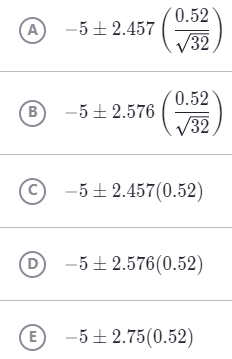 A −5 ± 2.457 (0.52/√32)
B −5 ± 2.576 (0.52/√32)
C −5 ± 2.457(0.52)
D −5 ± 2.576(0.52)
E −5 ± 2.75(0.52)